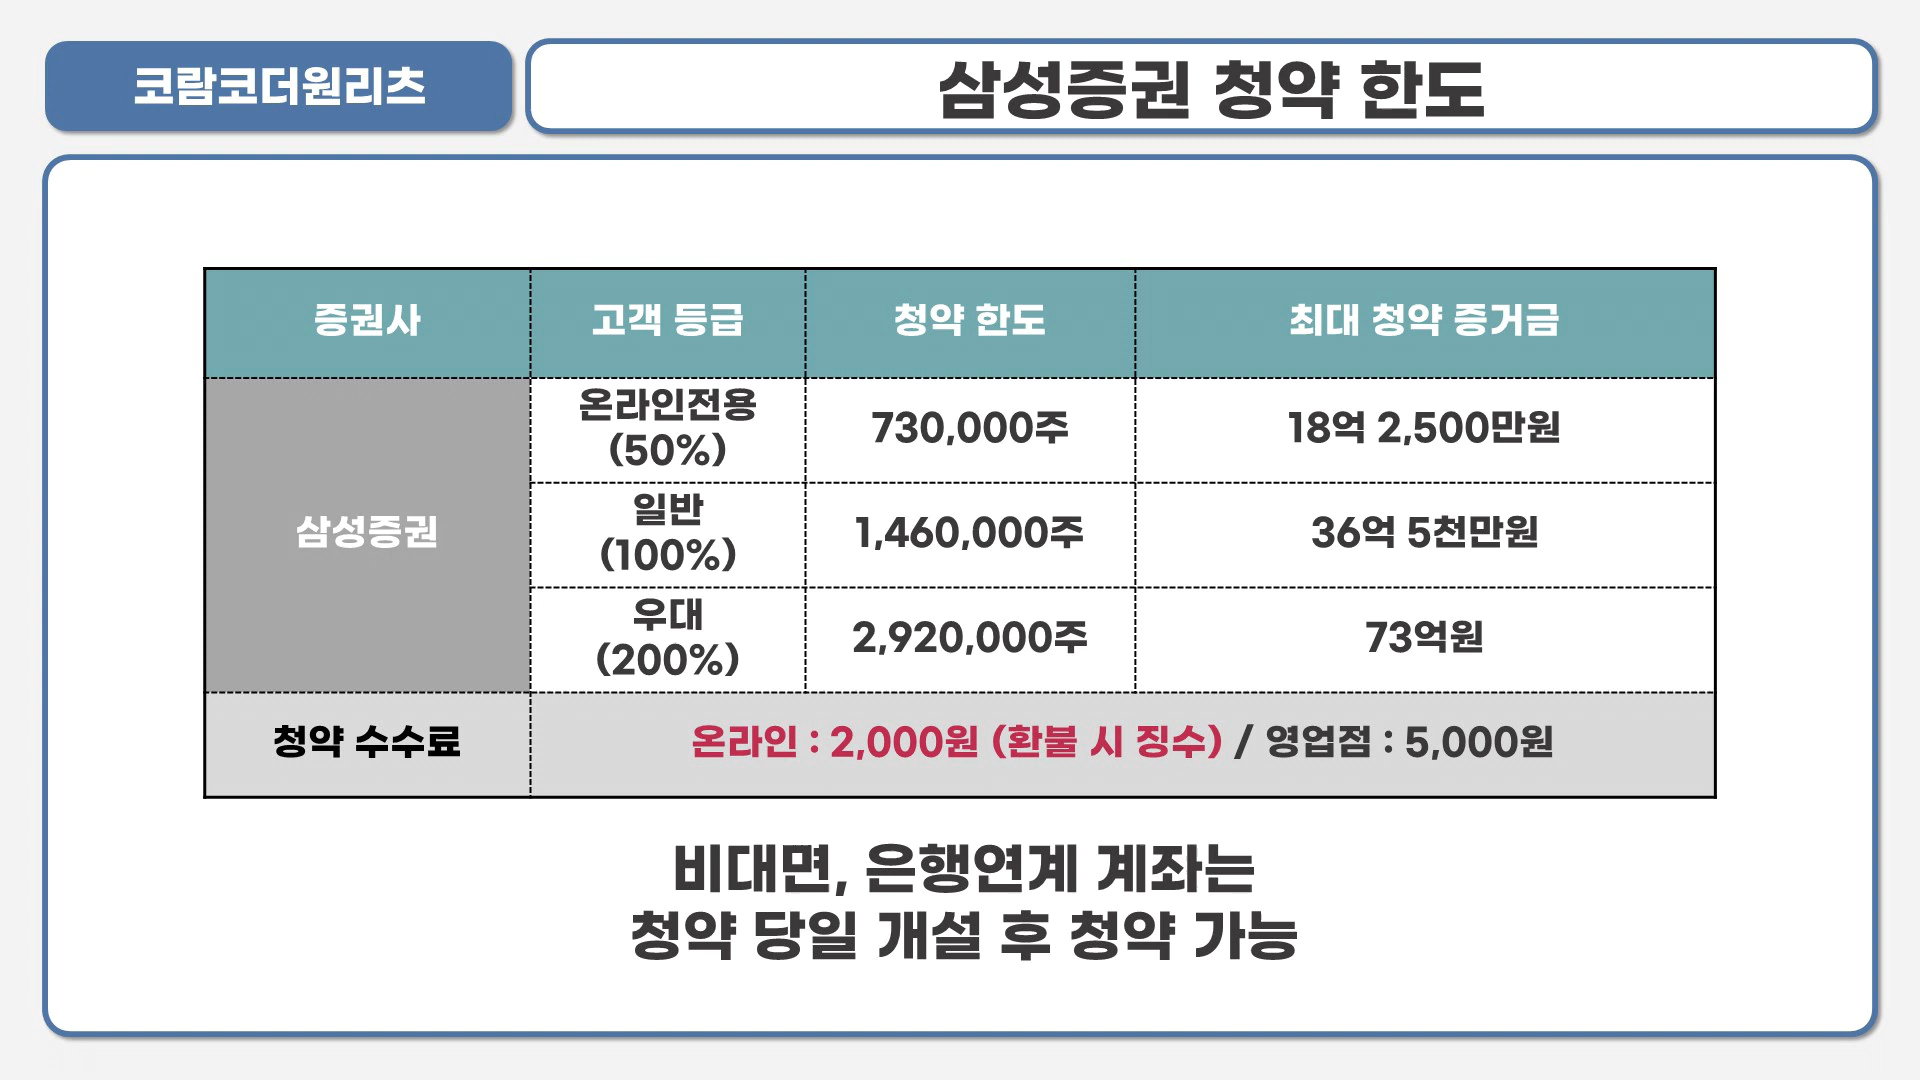 코람코더원리츠
삼성증권 청약 한도
증권사 고객 등급 청약 한도 최대 청약 증거금
삼성증권
온라인전용
(50%)
730,000주 18억 2,500만원
일반
(100%)
1,460,000주 36억 5천만원
우대
(200%)
2,920,000주 73억원
청약 수수료 온라인 : 2,000원 (환불 시 징수) / 영업점 : 5,000원
비대면, 은행연계 계좌는
청약 당일 개설 후 청약 가능